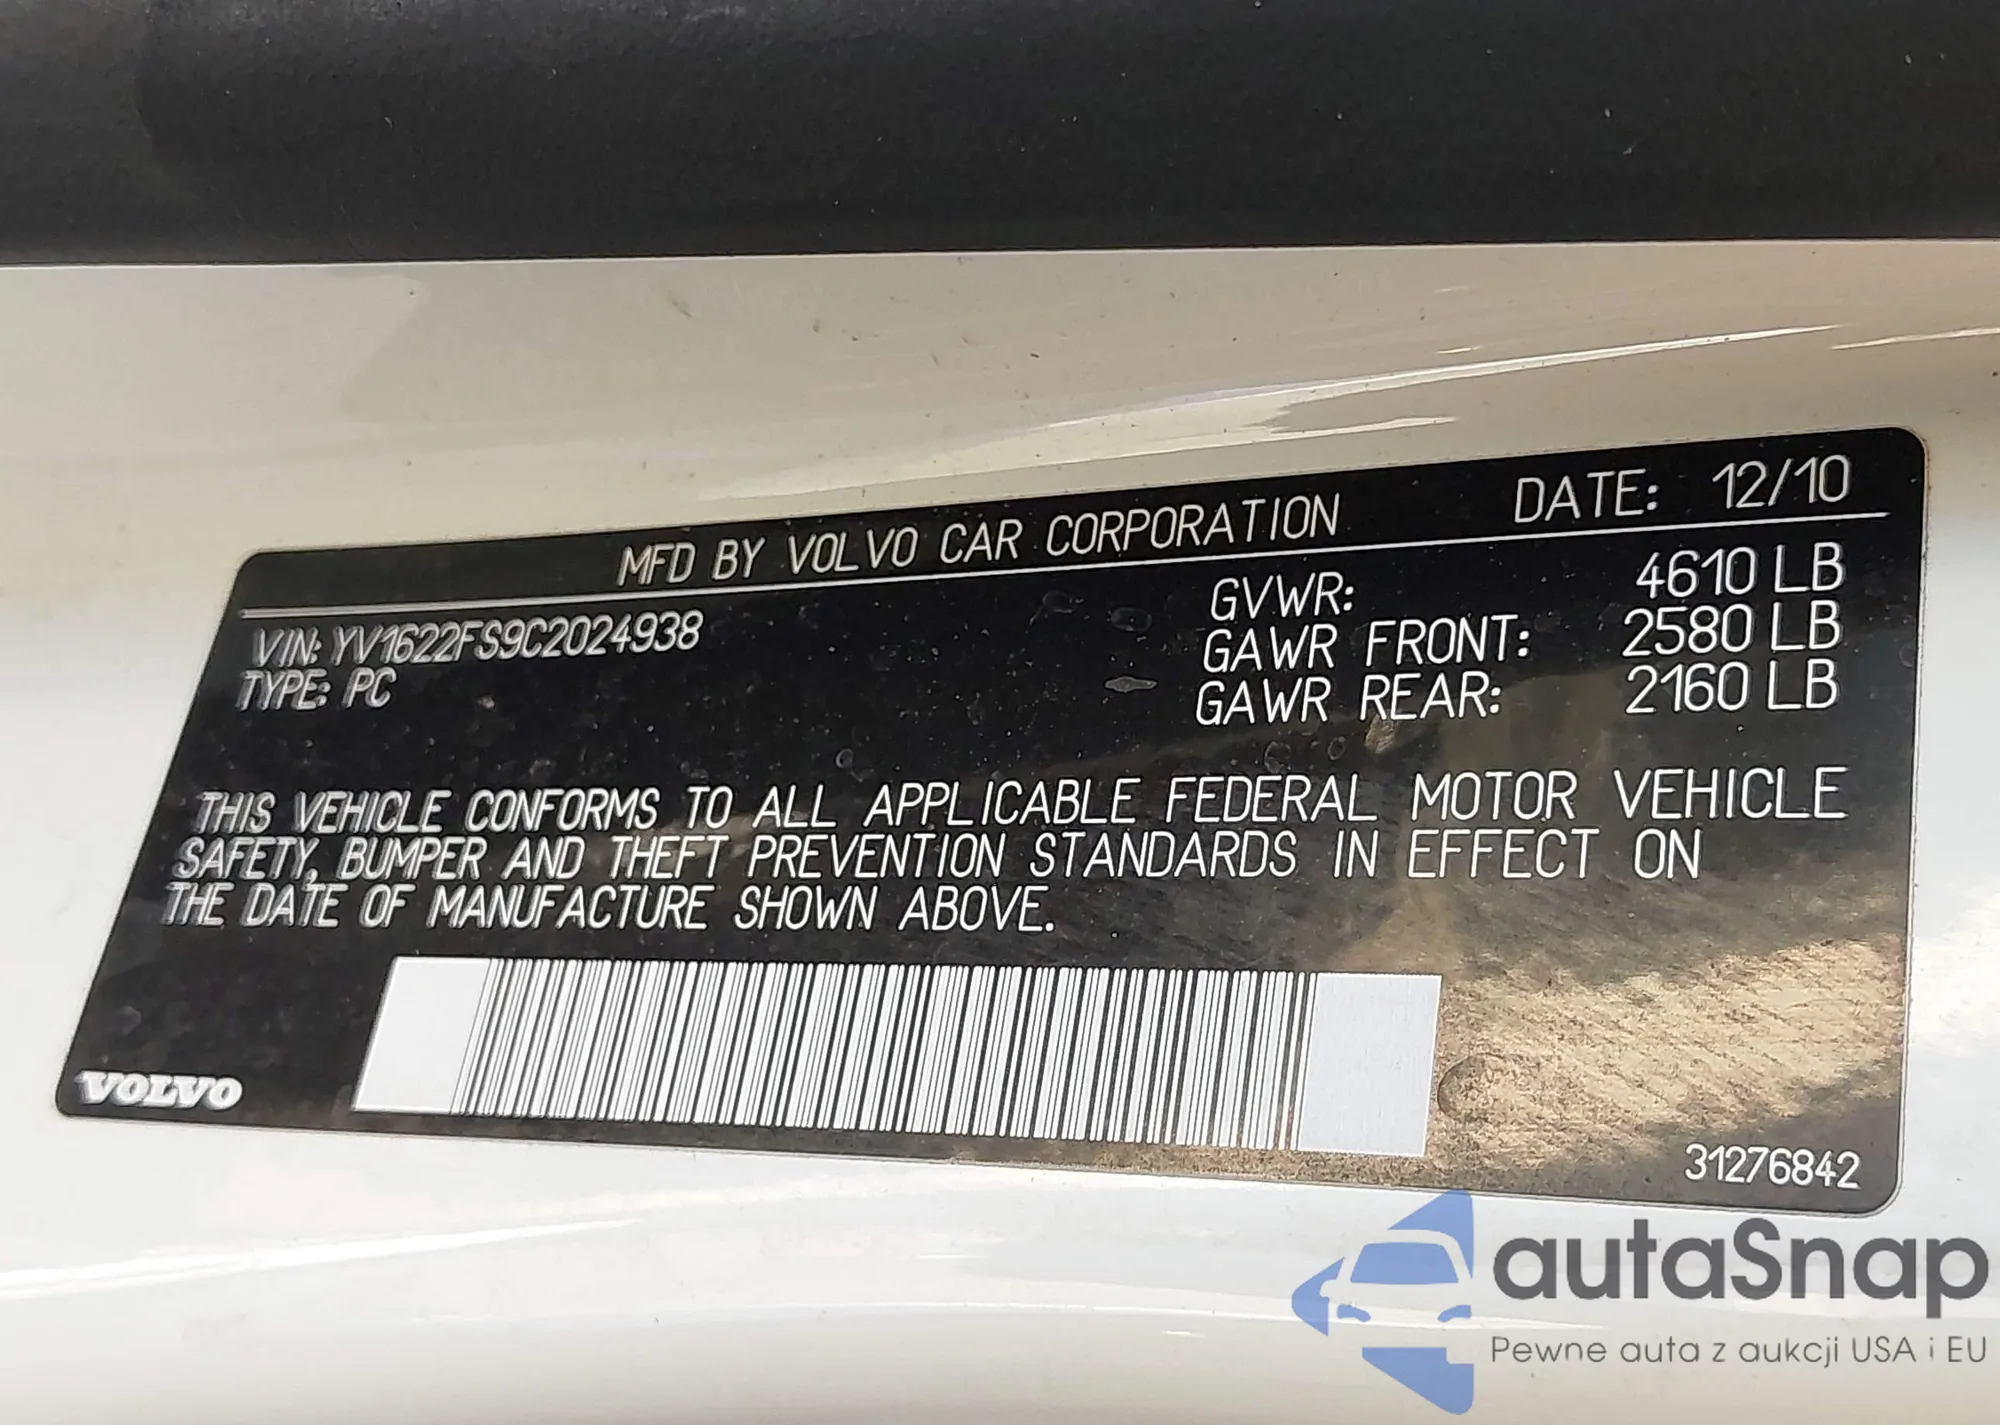 MFD BY VOLVO CAR CORPORATION DATE: 12/10
VIN: YV1622FS9C2024938
TYPE: PC
GVWR: 4610 LB
GAWR FRONT: 2580 LB
GAWR REAR: 2160 LB
THIS VEHICLE CONFORMS TO ALL APPLICABLE FEDERAL MOTOR VEHICLE
SAFETY, BUMPER AND THEFT PREVENTION STANDARDS IN EFFECT ON
THE DATE OF MANUFACTURE SHOWN ABOVE.
VOLVO
31276842
autaSnap
Pewne auta z aukcji USA i EU